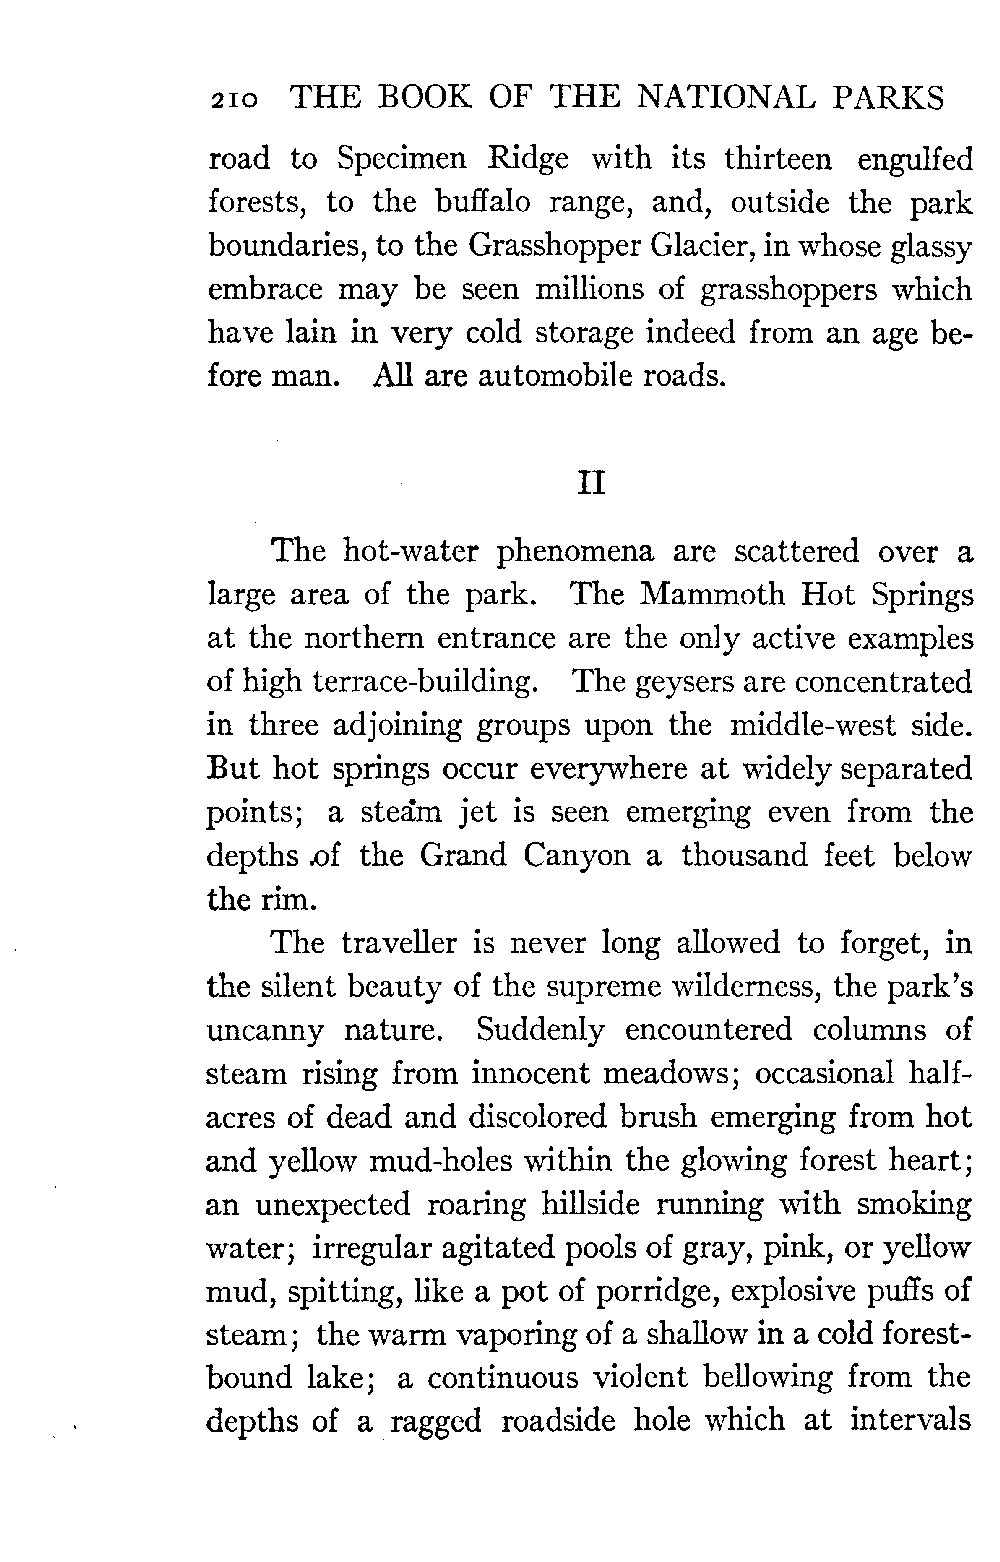 210 THE BOOK OF THE NATIONAL PARKS
road to Specimen Ridge with its thirteen engulfed
forests, to the buffalo range, and, outside the park
boundaries, to the Grasshopper Glacier, in whose glassy
embrace may be seen millions of grasshoppers which
have lain in very cold storage indeed from an age be-
fore man. All are automobile roads.
II
The hot-water phenomena are scattered over a
large area of the park. The Mammoth Hot Springs
at the northern entrance are the only active examples
of high terrace-building. The geysers are concentrated
in three adjoining groups upon the middle-west side.
But hot springs occur everywhere at widely separated
points; a steam jet is seen emerging even from the
depths of the Grand Canyon a thousand feet below
the rim.
The traveller is never long allowed to forget, in
the silent beauty of the supreme wilderness, the park's
uncanny nature. Suddenly encountered columns of
steam rising from innocent meadows; occasional half-
acres of dead and discolored brush emerging from hot
and yellow mud-holes within the glowing forest heart;
an unexpected roaring hillside running with smoking
water; irregular agitated pools of gray, pink, or yellow
mud, spitting, like a pot of porridge, explosive puffs of
steam; the warm vaporing of a shallow in a cold forest-
bound lake; a continuous violent bellowing from the
depths of a ragged roadside hole which at intervals